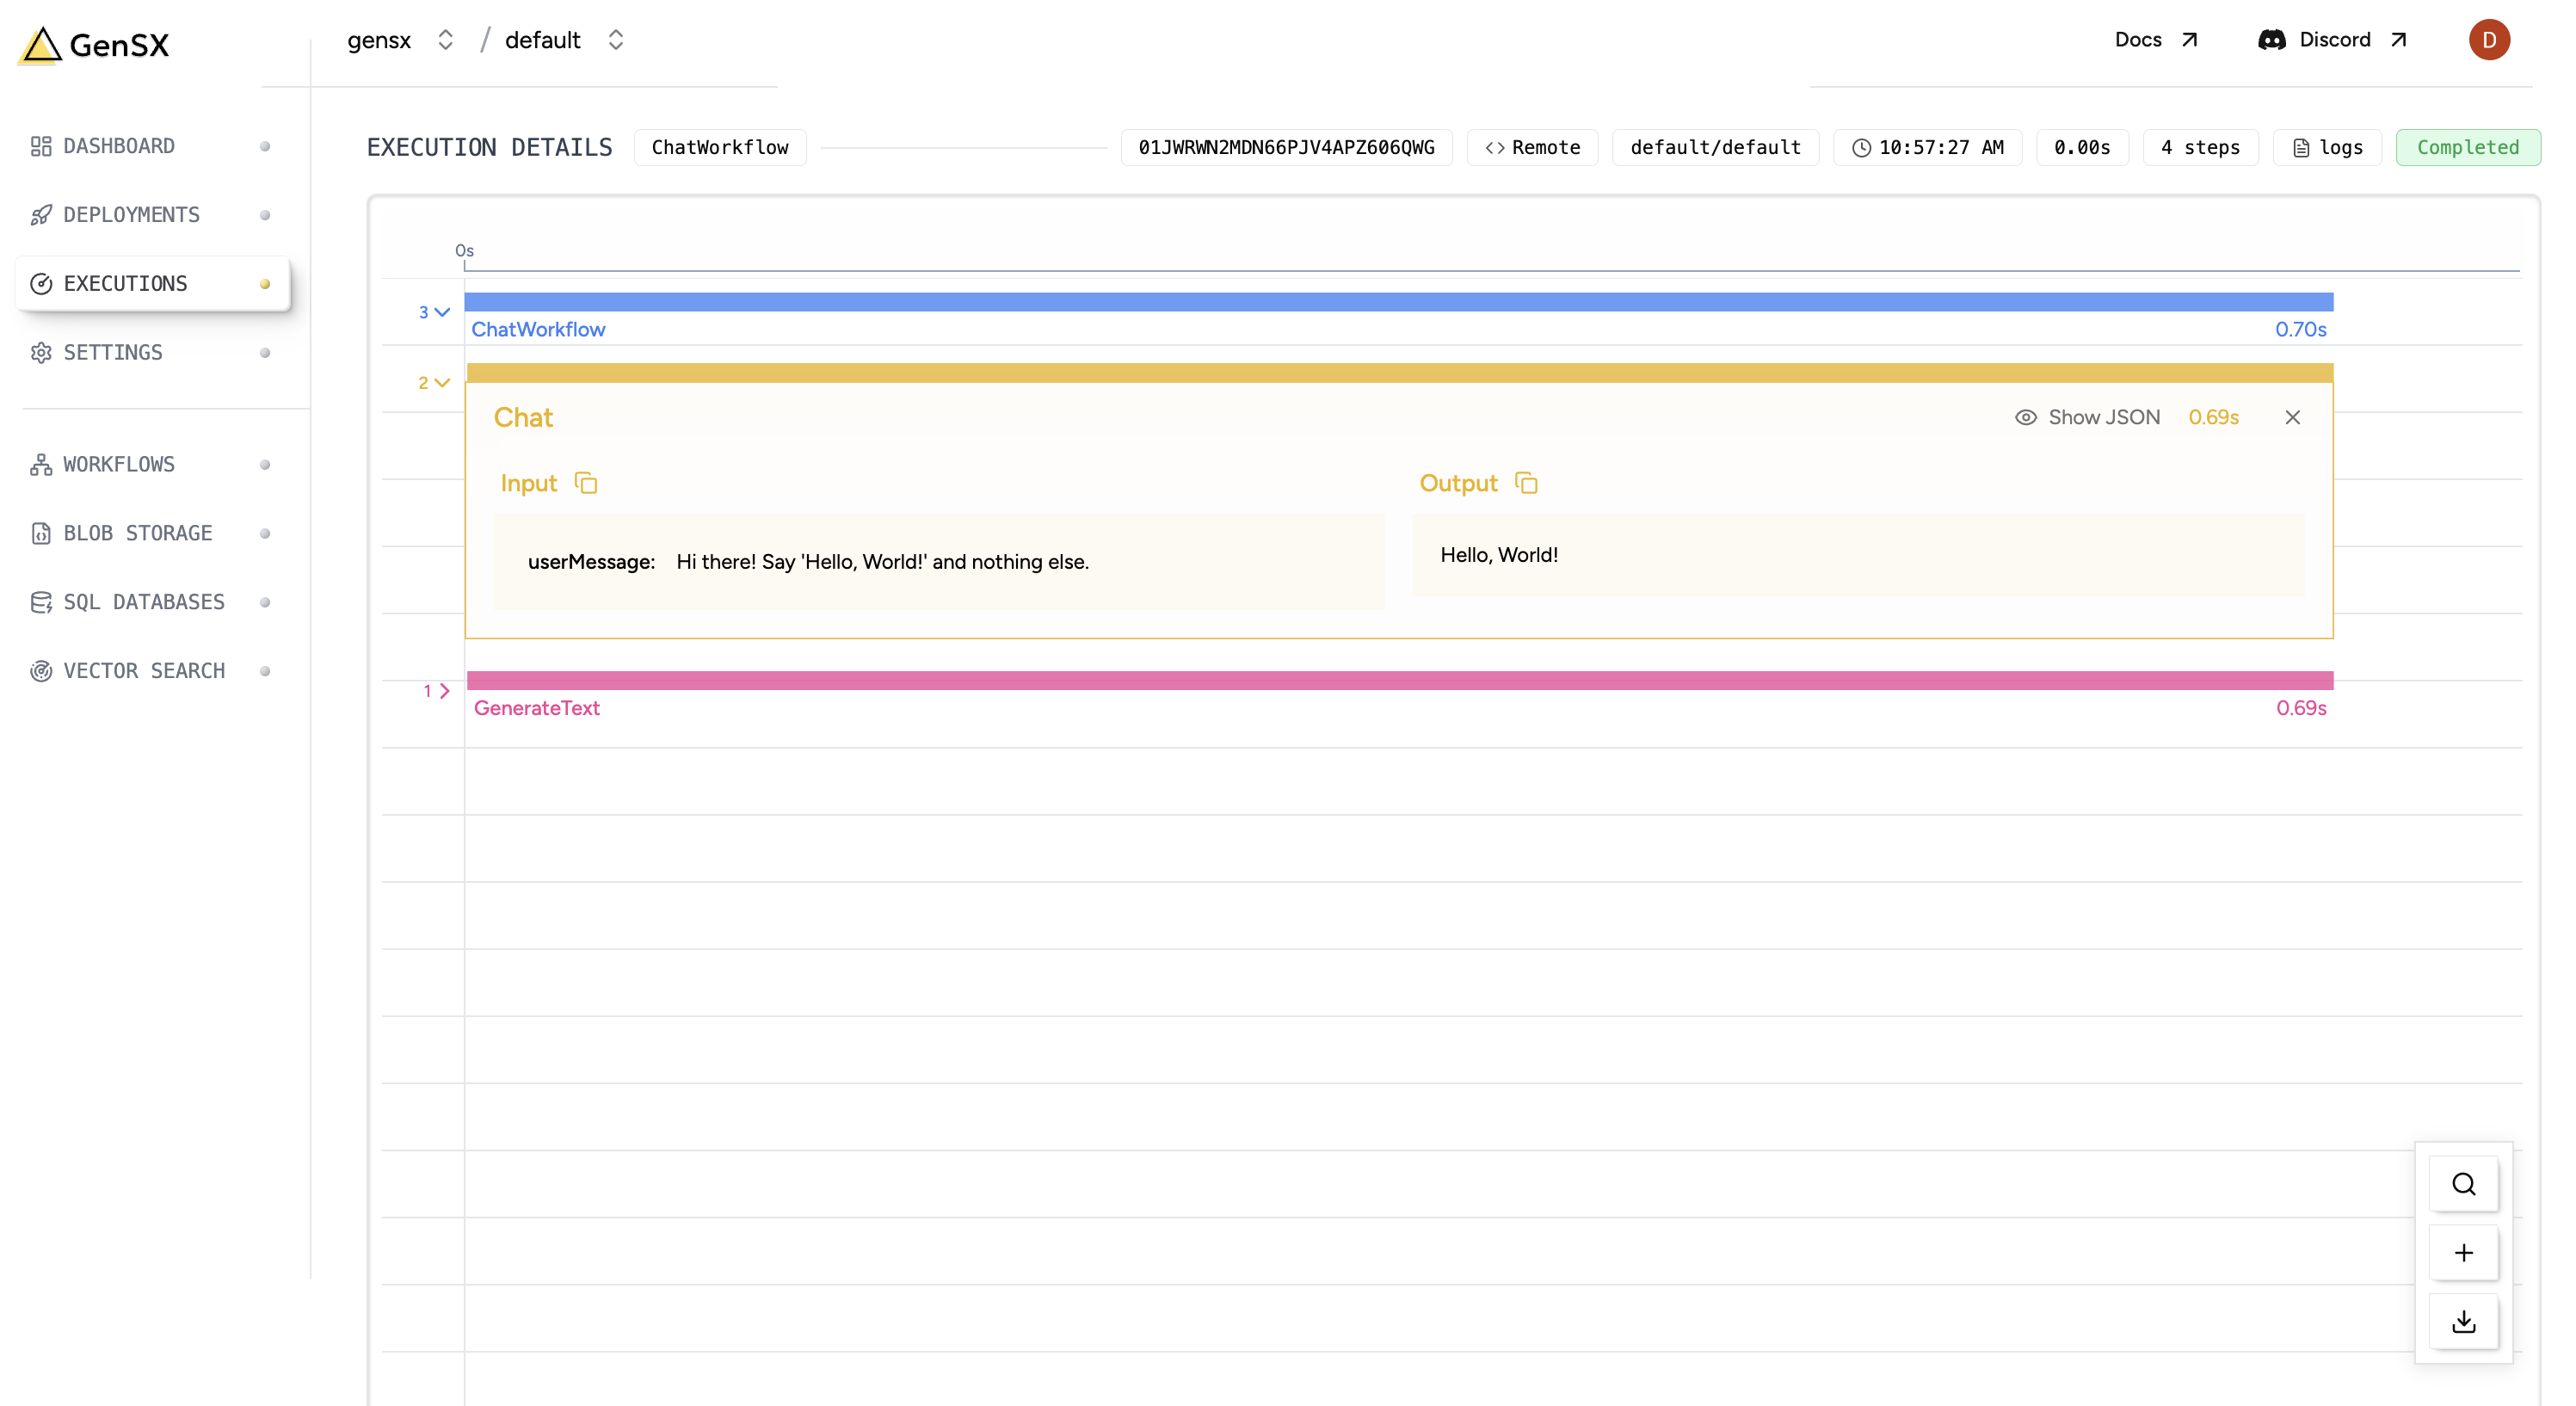 GenSX
gensx / default
Docs
Discord
D
DASHBOARD
DEPLOYMENTS
EXECUTIONS
SETTINGS
WORKFLOWS
BLOB STORAGE
SQL DATABASES
VECTOR SEARCH
EXECUTION DETAILS ChatWorkflow 01JWRWN2MDN66PJV4APZ606QWG Remote default/default 10:57:27 AM 0.00s 4 steps logs Completed
0s
3
ChatWorkflow 0.70s
2
Chat Show JSON 0.69s
Input
userMessage: Hi there! Say 'Hello, World!' and nothing else.
Output
Hello, World!
1
GenerateText 0.69s